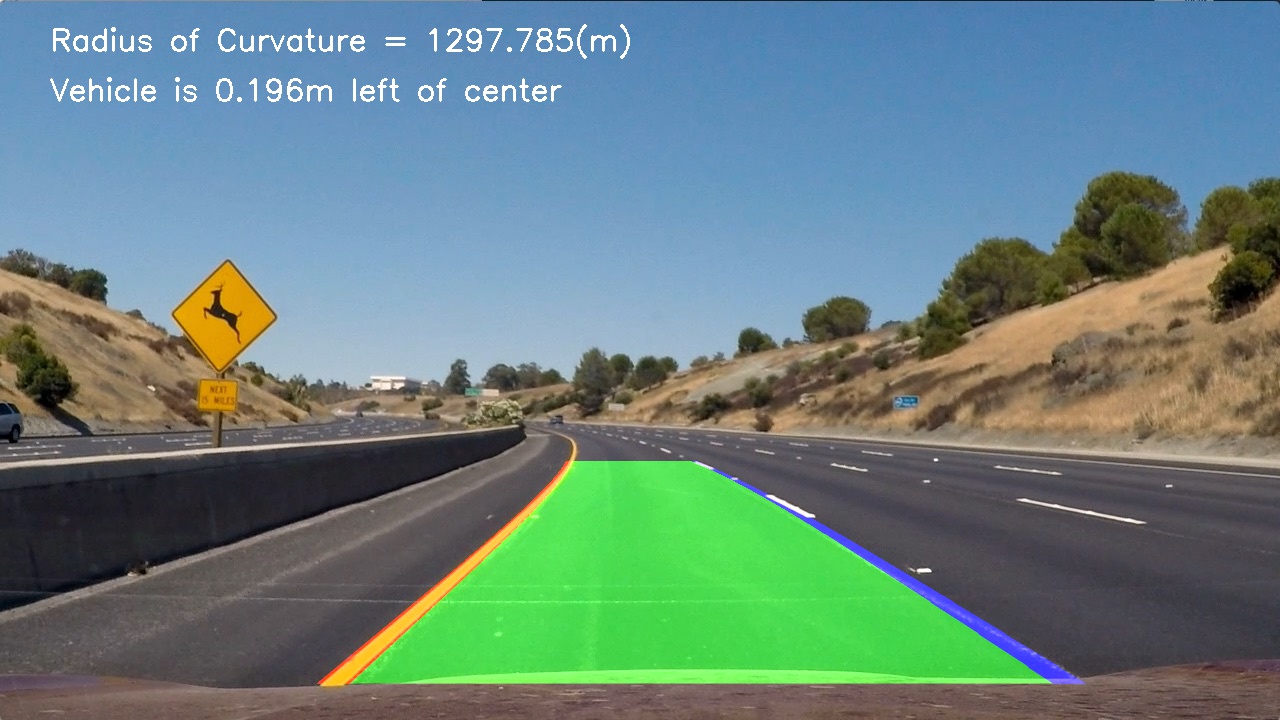 Radius of Curvature = 1297.785(m)
Vehicle is 0.196m left of center
NEXT
15 MILES